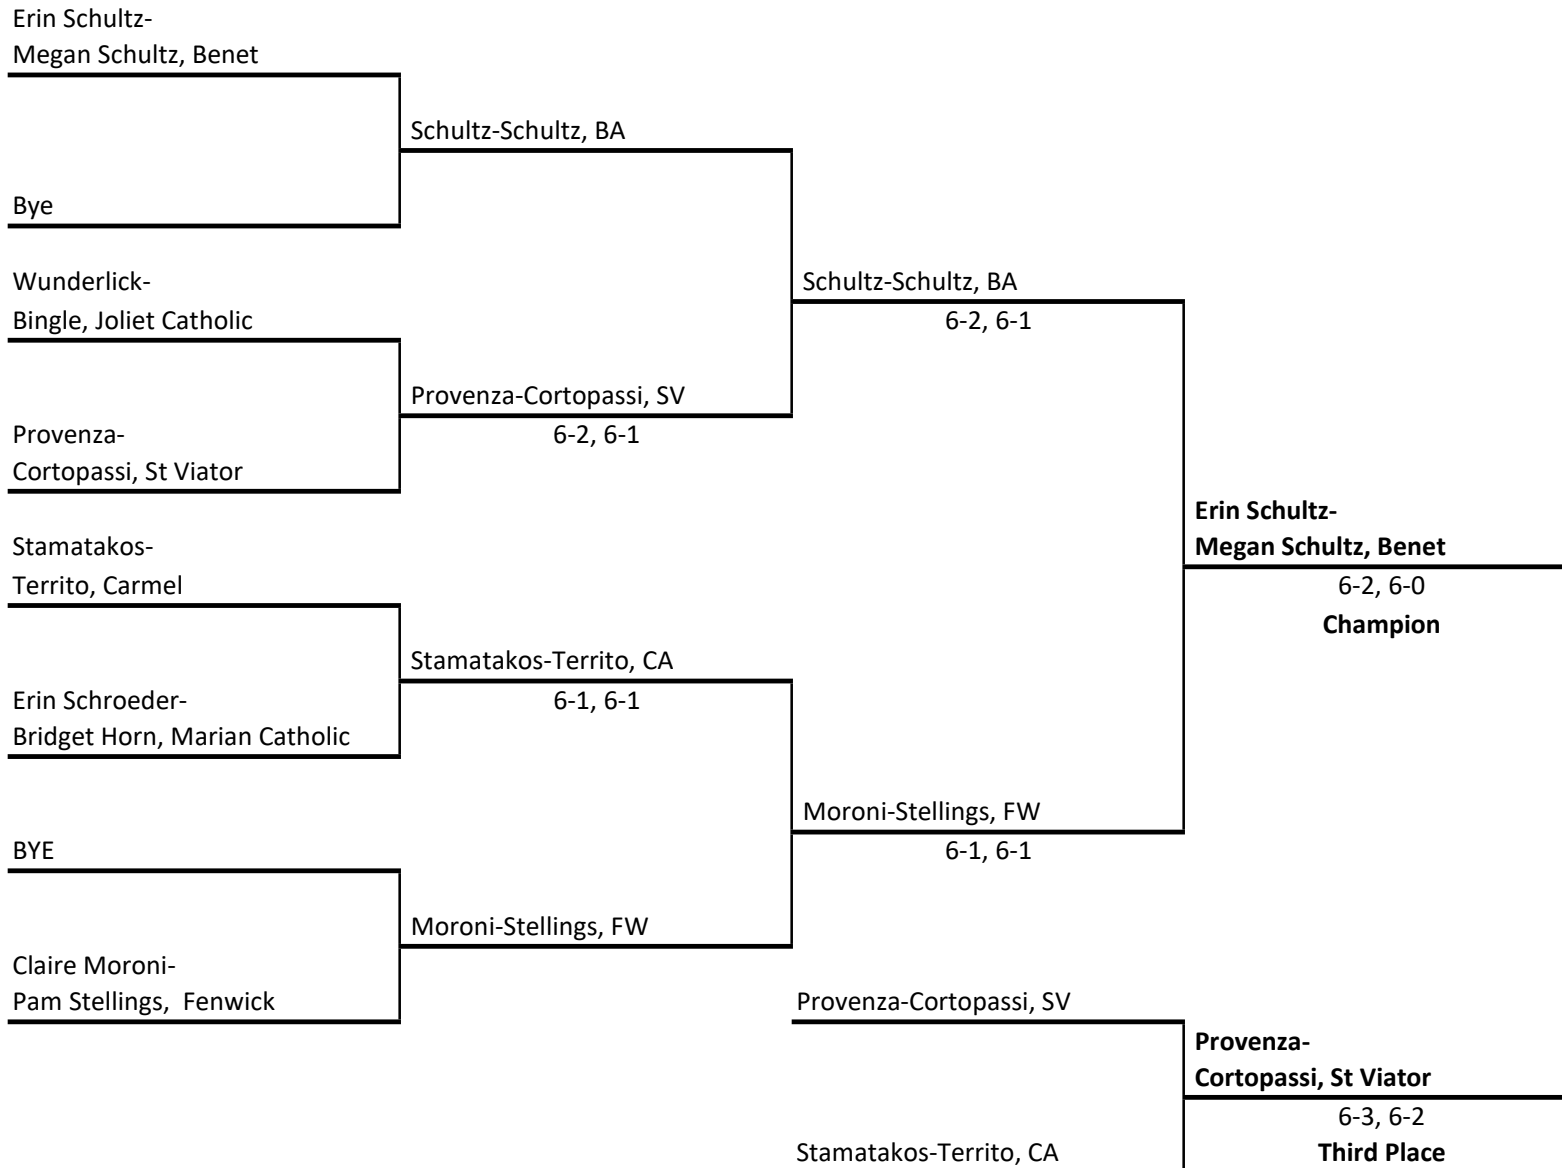 Erin Schultz-
Megan Schultz, Benet
Schultz-Schultz, BA
Bye
Wunderlick-
Bingle, Joliet Catholic
Schultz-Schultz, BA
6-2, 6-1
Provenza-Cortopassi, SV
6-2, 6-1
Provenza-
Cortopassi, St Viator
Erin Schultz-
Megan Schultz, Benet
6-2, 6-0
Champion
Stamatakos-
Territo, Carmel
Stamatakos-Territo, CA
6-1, 6-1
Erin Schroeder-
Bridget Horn, Marian Catholic
Moroni-Stellings, FW
6-1, 6-1
BYE
Moroni-Stellings, FW
Claire Moroni-
Pam Stellings,  Fenwick
Provenza-Cortopassi, SV
Provenza-
Cortopassi, St Viator
6-3, 6-2
Third Place
Stamatakos-Territo, CA